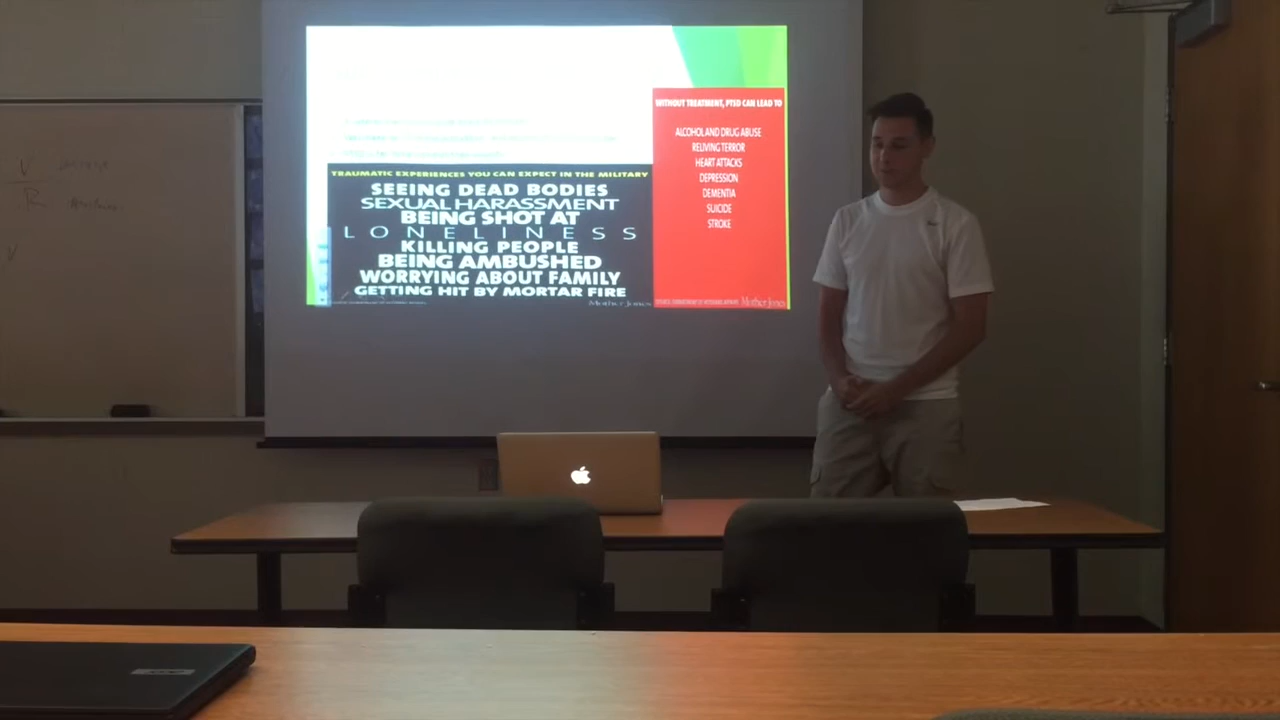 TRAUMATIC EXPERIENCES YOU CAN EXPECT IN THE MILITARY
SEEING DEAD BODIES
SEXUAL HARASSMENT
BEING SHOT AT
LONELINESS
KILLING PEOPLE
BEING AMBUSHED
WORRYING ABOUT FAMILY
GETTING HIT BY MORTAR FIRE
Mother Jones
WITHOUT TREATMENT, PTSD CAN LEAD TO
ALCOHOL AND DRUG ABUSE
RELIVING TERROR
HEART ATTACKS
DEPRESSION
DEMENTIA
SUICIDE
STROKE
Mother Jones
V
R
V